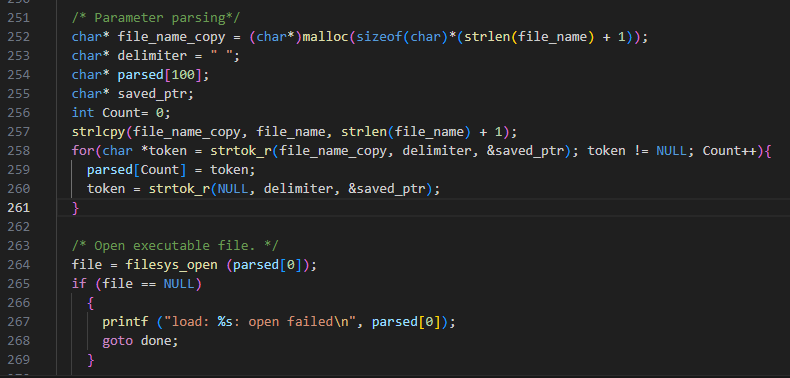 251 /* Parameter parsing*/
252 char* file_name_copy = (char*)malloc(sizeof(char)*(strlen(file_name) + 1));
253 char* delimiter = " ";
254 char* parsed[100];
255 char* saved_ptr;
256 int Count= 0;
257 strlcpy(file_name_copy, file_name, strlen(file_name) + 1);
258 for(char *token = strtok_r(file_name_copy, delimiter, &saved_ptr); token != NULL; Count++){
259 parsed[Count] = token;
260 token = strtok_r(NULL, delimiter, &saved_ptr);
261 }
262
263 /* Open executable file. */
264 file = filesys_open (parsed[0]);
265 if (file == NULL)
266 {
267 printf ("load: %s: open failed\n", parsed[0]);
268 goto done;
269 }